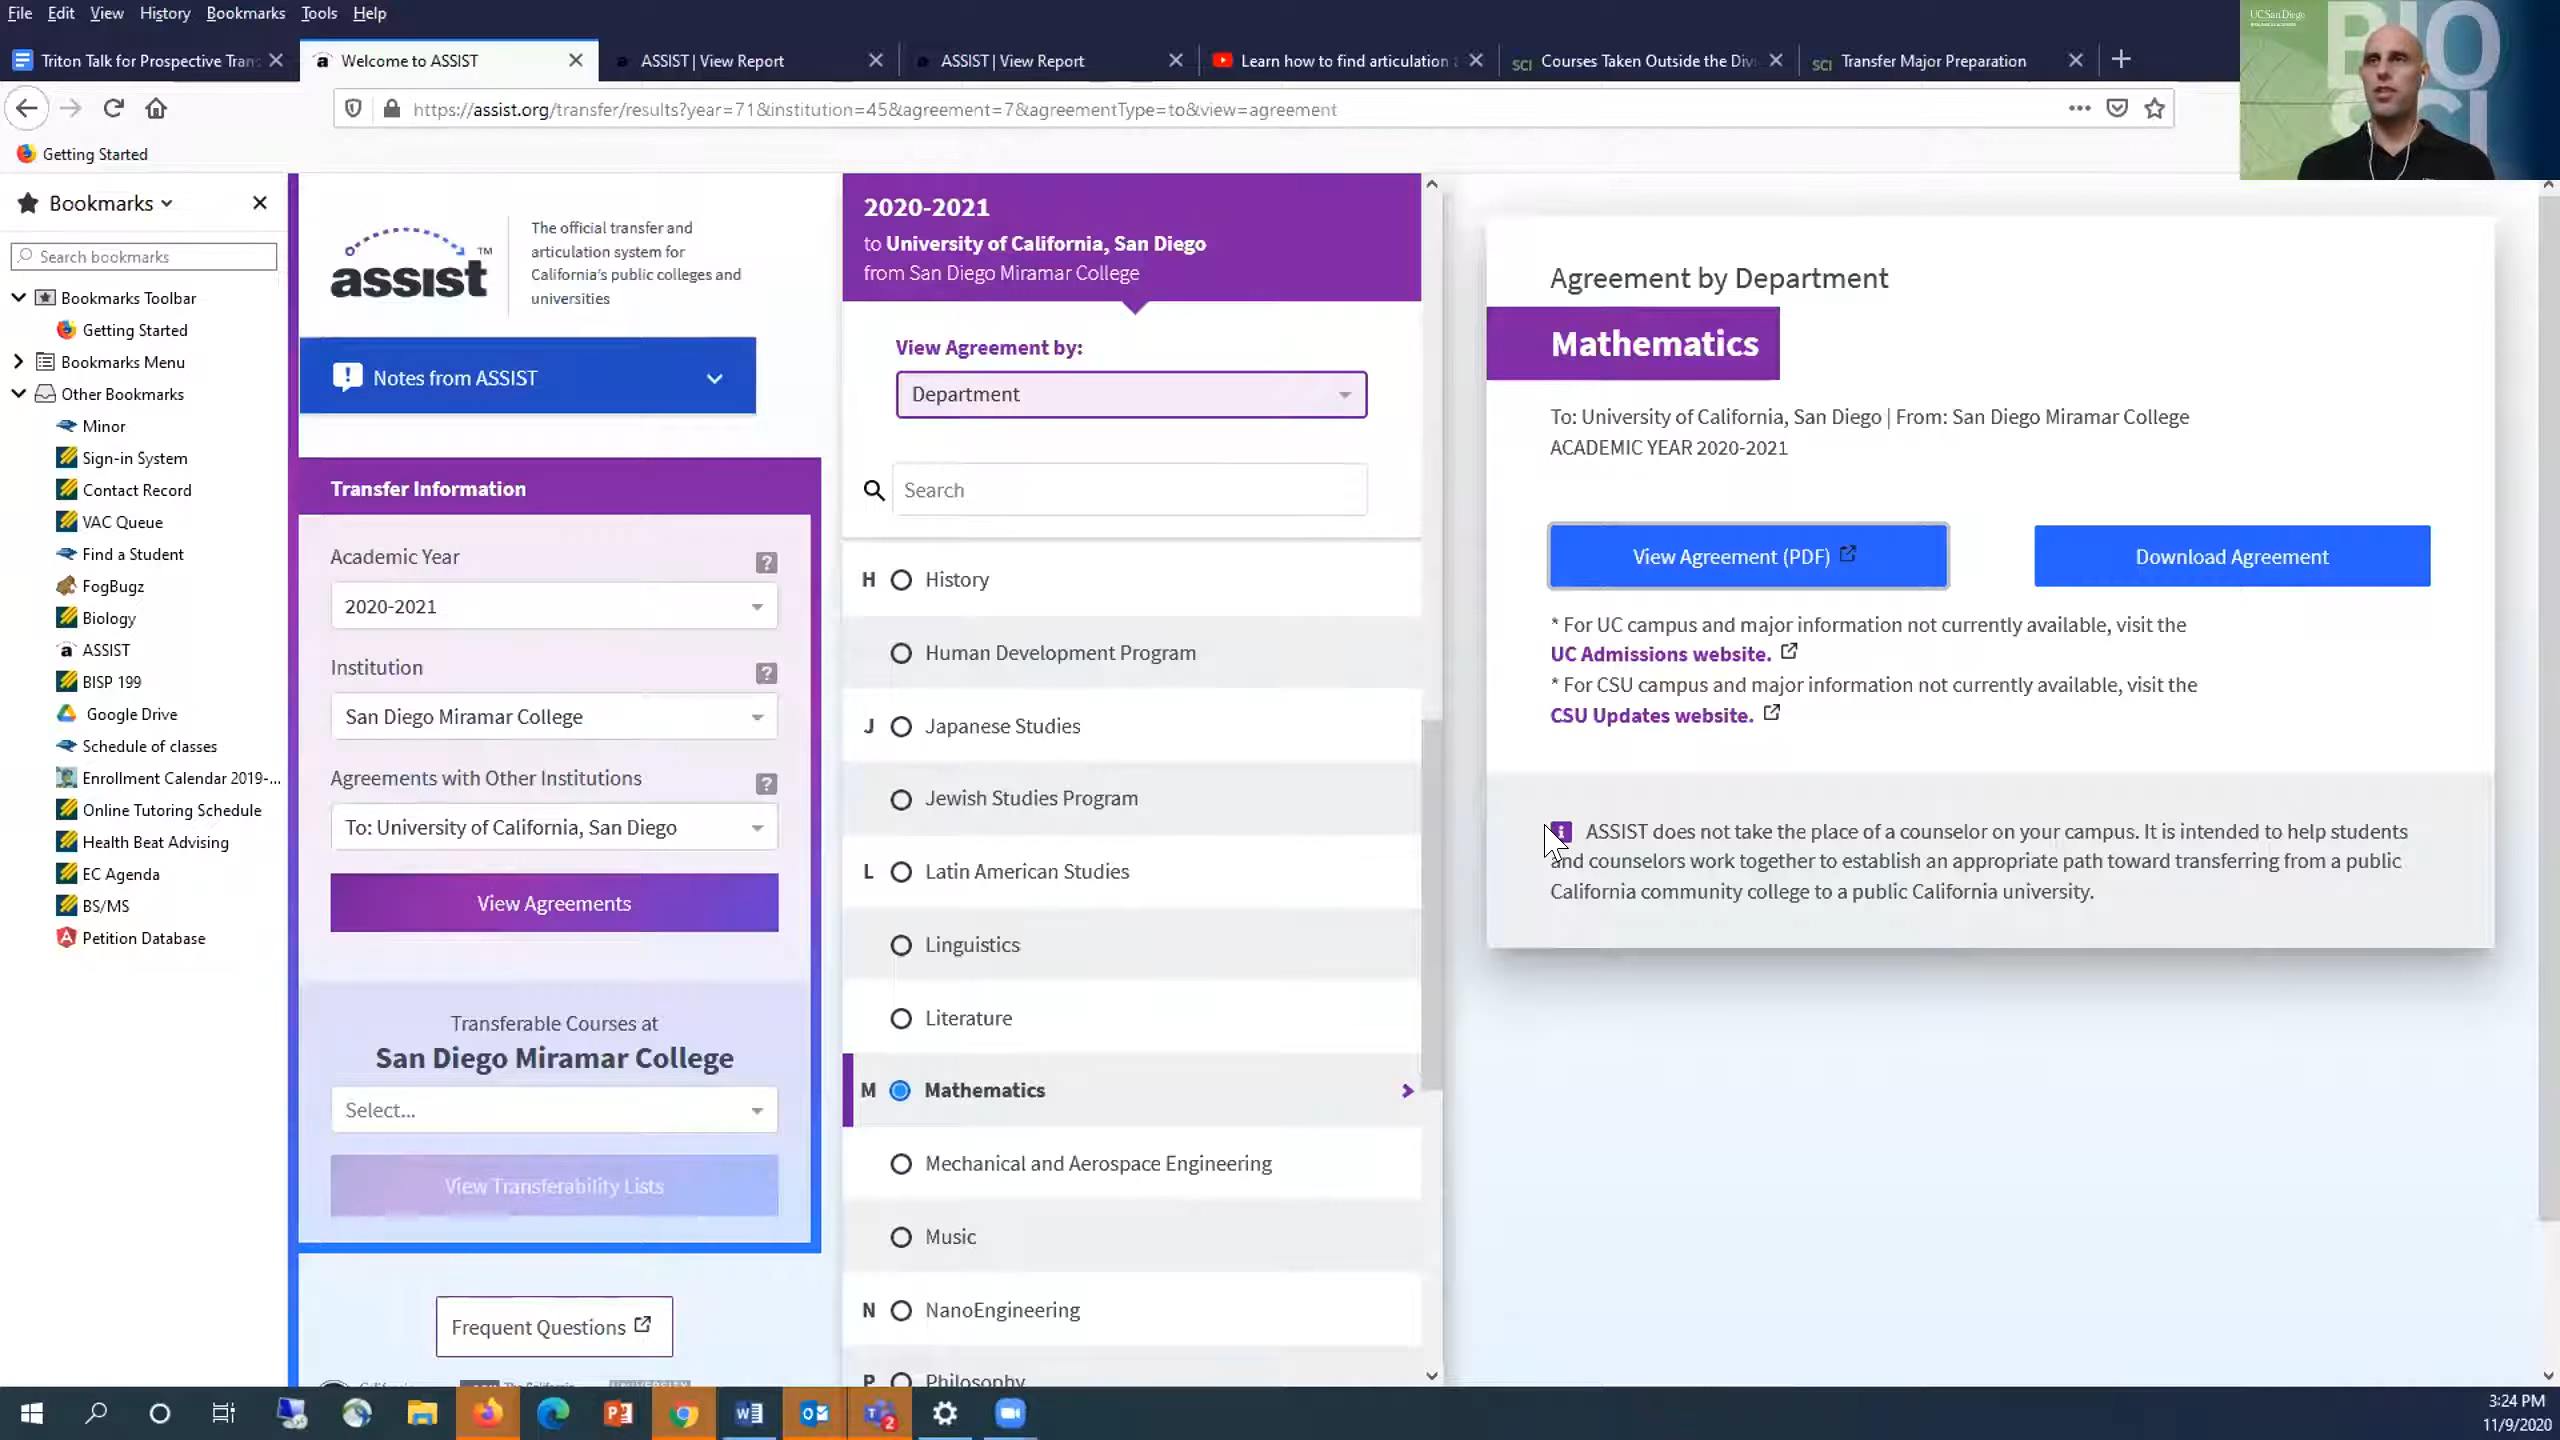 File Edit View History Bookmarks Tools Help
Triton Talk for Prospective Tran
Welcome to ASSIST
ASSIST | View Report
ASSIST | View Report
Learn how to find articulation
Courses Taken Outside the Div
Transfer Major Preparation
https://assist.org/transfer/results?year=71&institution=45&agreement=7&agreementType=to&view=agreement
Getting Started
UC San Diego
BIO
Bookmarks
Search bookmarks
Bookmarks Toolbar
Getting Started
Bookmarks Menu
Other Bookmarks
Minor
Sign-in System
Contact Record
VAC Queue
Find a Student
FogBugz
Biology
ASSIST
BISP 199
Google Drive
Schedule of classes
Enrollment Calendar 2019-...
Online Tutoring Schedule
Health Beat Advising
EC Agenda
BS/MS
Petition Database
assist™
The official transfer and
articulation system for
California's public colleges and
universities
Notes from ASSIST
Transfer Information
Academic Year
2020-2021
Institution
San Diego Miramar College
Agreements with Other Institutions
To: University of California, San Diego
View Agreements
Transferable Courses at
San Diego Miramar College
Select...
View Transferability Lists
Frequent Questions
2020-2021
to University of California, San Diego
from San Diego Miramar College
View Agreement by:
Department
Search
H History
Human Development Program
J Japanese Studies
Jewish Studies Program
L Latin American Studies
Linguistics
Literature
M Mathematics
Mechanical and Aerospace Engineering
Music
N NanoEngineering
P Philosophy
Agreement by Department
Mathematics
To: University of California, San Diego | From: San Diego Miramar College
ACADEMIC YEAR 2020-2021
View Agreement (PDF)
Download Agreement
* For UC campus and major information not currently available, visit the
UC Admissions website.
* For CSU campus and major information not currently available, visit the
CSU Updates website.
ASSIST does not take the place of a counselor on your campus. It is intended to help students
and counselors work together to establish an appropriate path toward transferring from a public
California community college to a public California university.
3:24 PM
11/9/2020